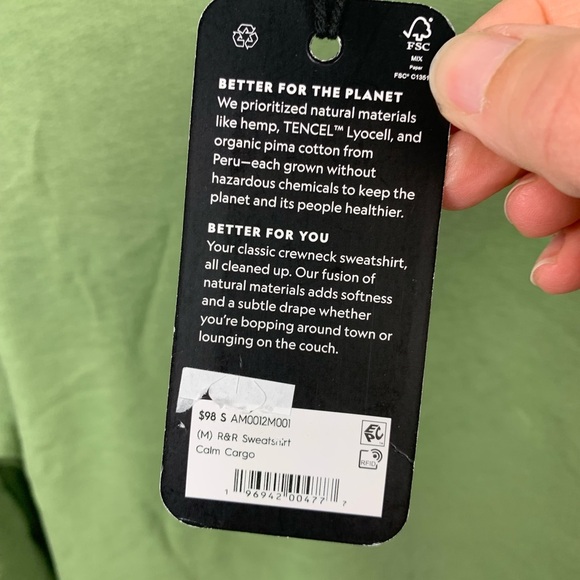 FSC
MIX
Paper
BETTER FOR THE PLANET
We prioritized natural materials
like hemp, TENCEL™ Lyocell, and
organic pima cotton from
Peru—each grown without
hazardous chemicals to keep the
planet and its people healthier.
BETTER FOR YOU
Your classic crewneck sweatshirt,
all cleaned up. Our fusion of
natural materials adds softness
and a subtle drape whether
you're bopping around town or
lounging on the couch.
$98 S AM0012M001
(M) R&R Sweatshirt
Calm Cargo
RFID
1 96942 00477 7